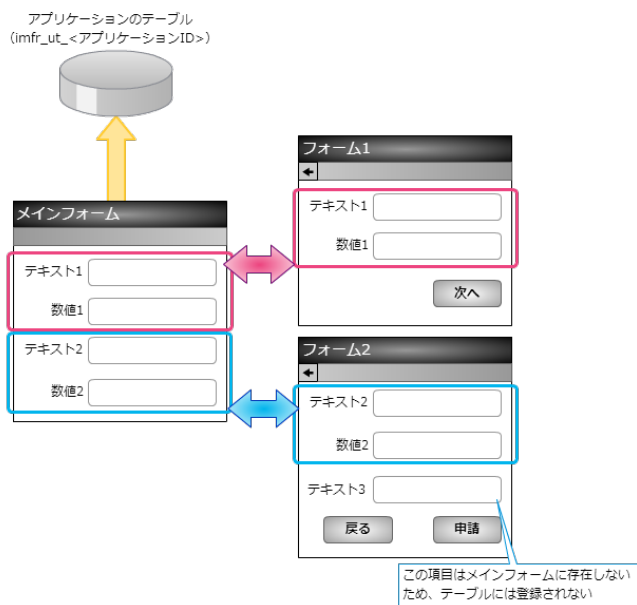 アプリケーションのテーブル
（imfr_ut_<アプリケーションID>）
メインフォーム
テキスト1
数値1
テキスト2
数値2
フォーム1
テキスト1
数値1
次へ
フォーム2
テキスト2
数値2
テキスト3
戻る
申請
この項目はメインフォームに存在しない
ため、テーブルには登録されない